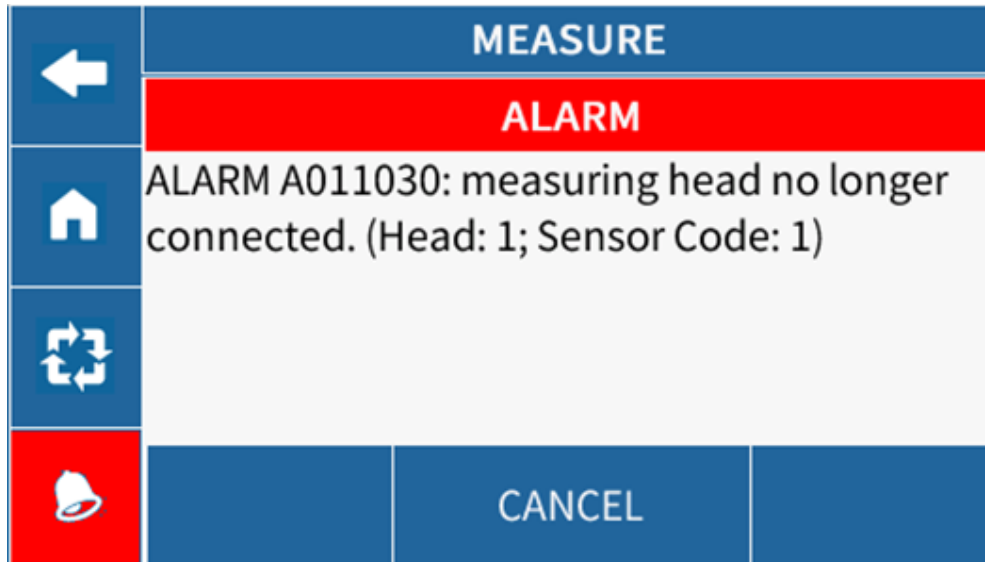 MEASURE
ALARM
ALARM A011030: measuring head no longer
connected. (Head: 1; Sensor Code: 1)
CANCEL